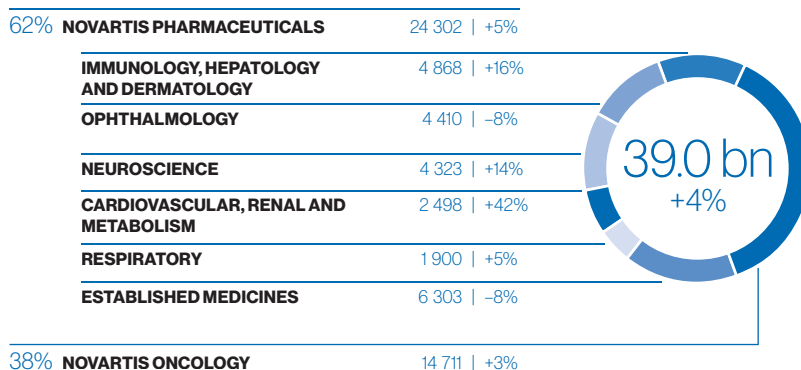 62% NOVARTIS PHARMACEUTICALS 24 302 | +5%
IMMUNOLOGY, HEPATOLOGY 4 868 | +16%
AND DERMATOLOGY
OPHTHALMOLOGY 4 410 | –8%
39.0 bn
NEUROSCIENCE 4 323 | +14%
+4%
CARDIOVASCULAR, RENAL AND 2 498 | +42%
METABOLISM
RESPIRATORY 1 900 | +5%
ESTABLISHED MEDICINES 6 303 | –8%
38% NOVARTIS ONCOLOGY 14 711 | +3%